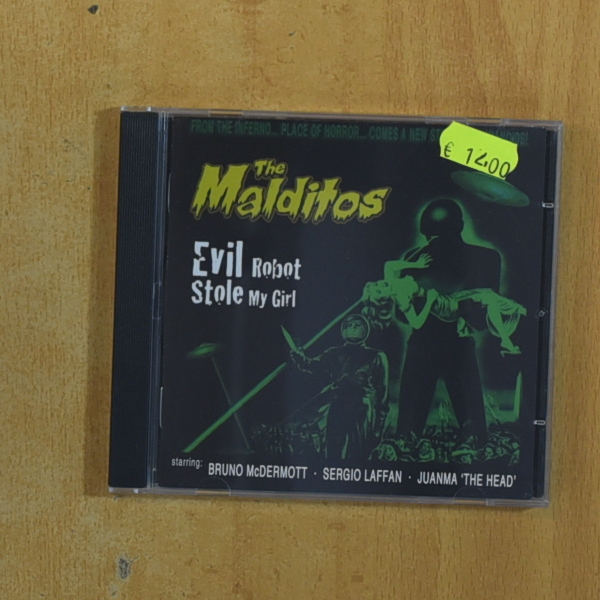 FROM THE INFERNO... PLACE OF HORROR... COMES A NEW
€ 12,00
The
Malditos
Evil Robot
Stole My Girl
starring: BRUNO McDERMOTT · SERGIO LAFFAN · JUANMA 'THE HEAD'